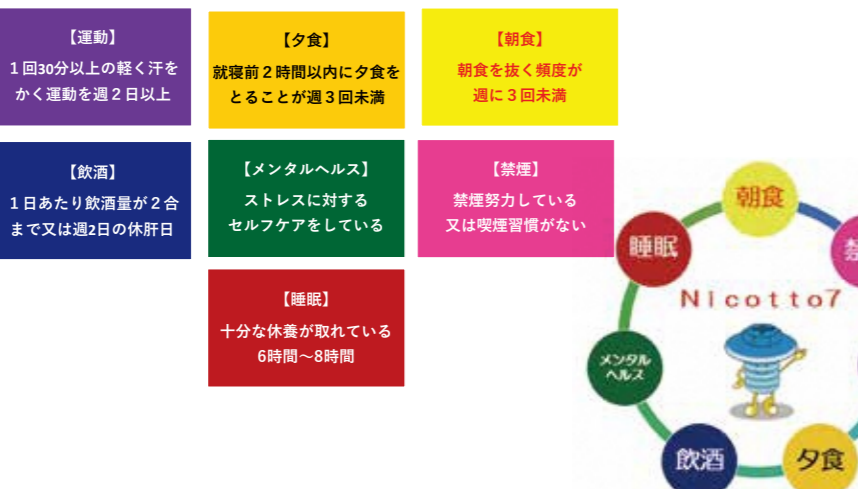 【運動】
1回30分以上の軽く汗を
かく運動を週2日以上
【夕食】
就寝前2時間以内に夕食を
とることが週3回未満
【朝食】
朝食を抜く頻度が
週に3回未満
【飲酒】
1日あたり飲酒量が2合
まで又は週2日の休肝日
【メンタルヘルス】
ストレスに対する
セルフケアをしている
【禁煙】
禁煙努力している
又は喫煙習慣がない
【睡眠】
十分な休養が取れている
6時間～8時間
朝食
睡眠
禁
Nicotto7
メンタル
ヘルス
飲酒
夕食